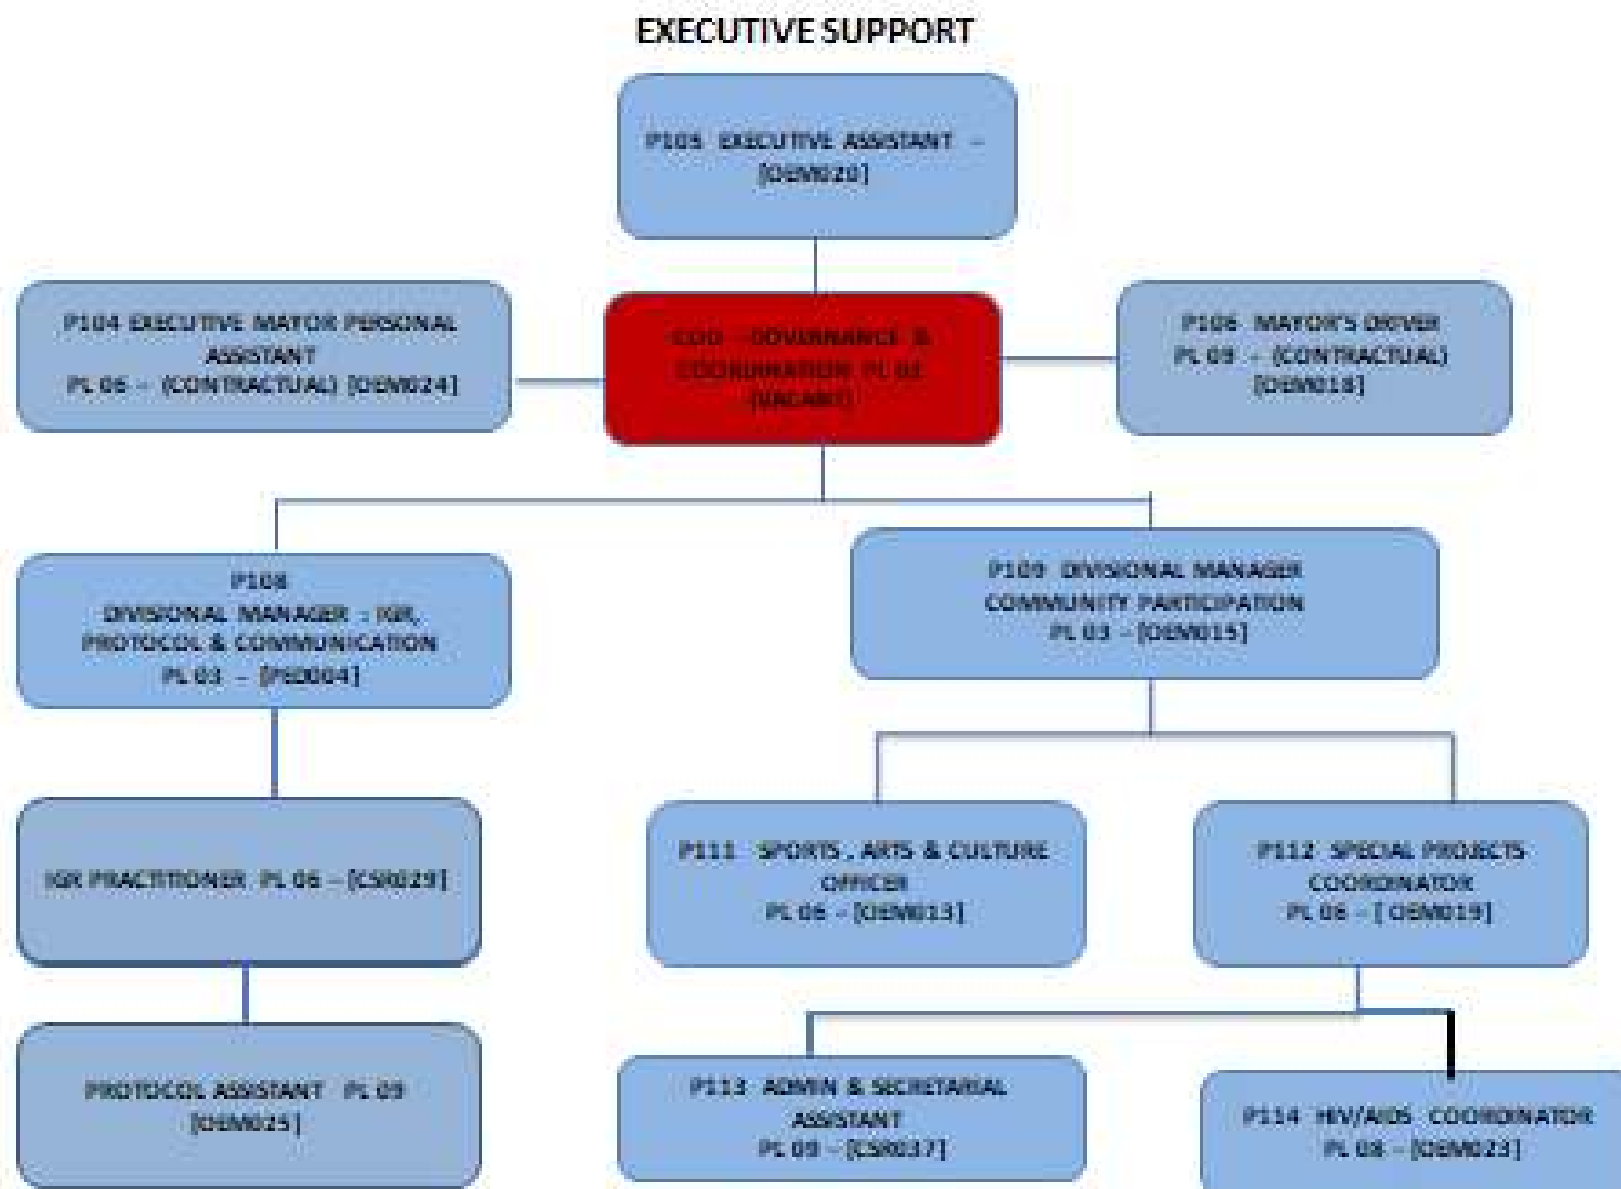 EXECUTIVE SUPPORT
P105 EXECUTIVE ASSISTANT –
[OEM020]
P104 EXECUTIVE MAYOR PERSONAL
ASSISTANT
PL 06 – (CONTRACTUAL) [OEM024]
GOVERNANCE &
COORDINATION PL
(VACANT)
P106 MAYOR'S DRIVER
PL 09 – (CONTRACTUAL)
[OEM018]
P108
DIVISIONAL MANAGER : IGR,
PROTOCOL & COMMUNICATION
PL 03 – [PED004]
P109 DIVISIONAL MANAGER
COMMUNITY PARTICIPATION
PL 03 – [OEM015]
IGR PRACTITIONER PL 06 – [CSR029]
P111 SPORTS , ARTS & CULTURE
OFFICER
PL 06 – [OEM013]
P112 SPECIAL PROJECTS
COORDINATOR
PL 06 – [ OEM019]
PROTOCOL ASSISTANT PL 09
[OEM025]
P113 ADMIN & SECRETARIAL
ASSISTANT
PL 09 – [CSR037]
P114 HIV/AIDS COORDINATOR
PL 08 – [OEM023]